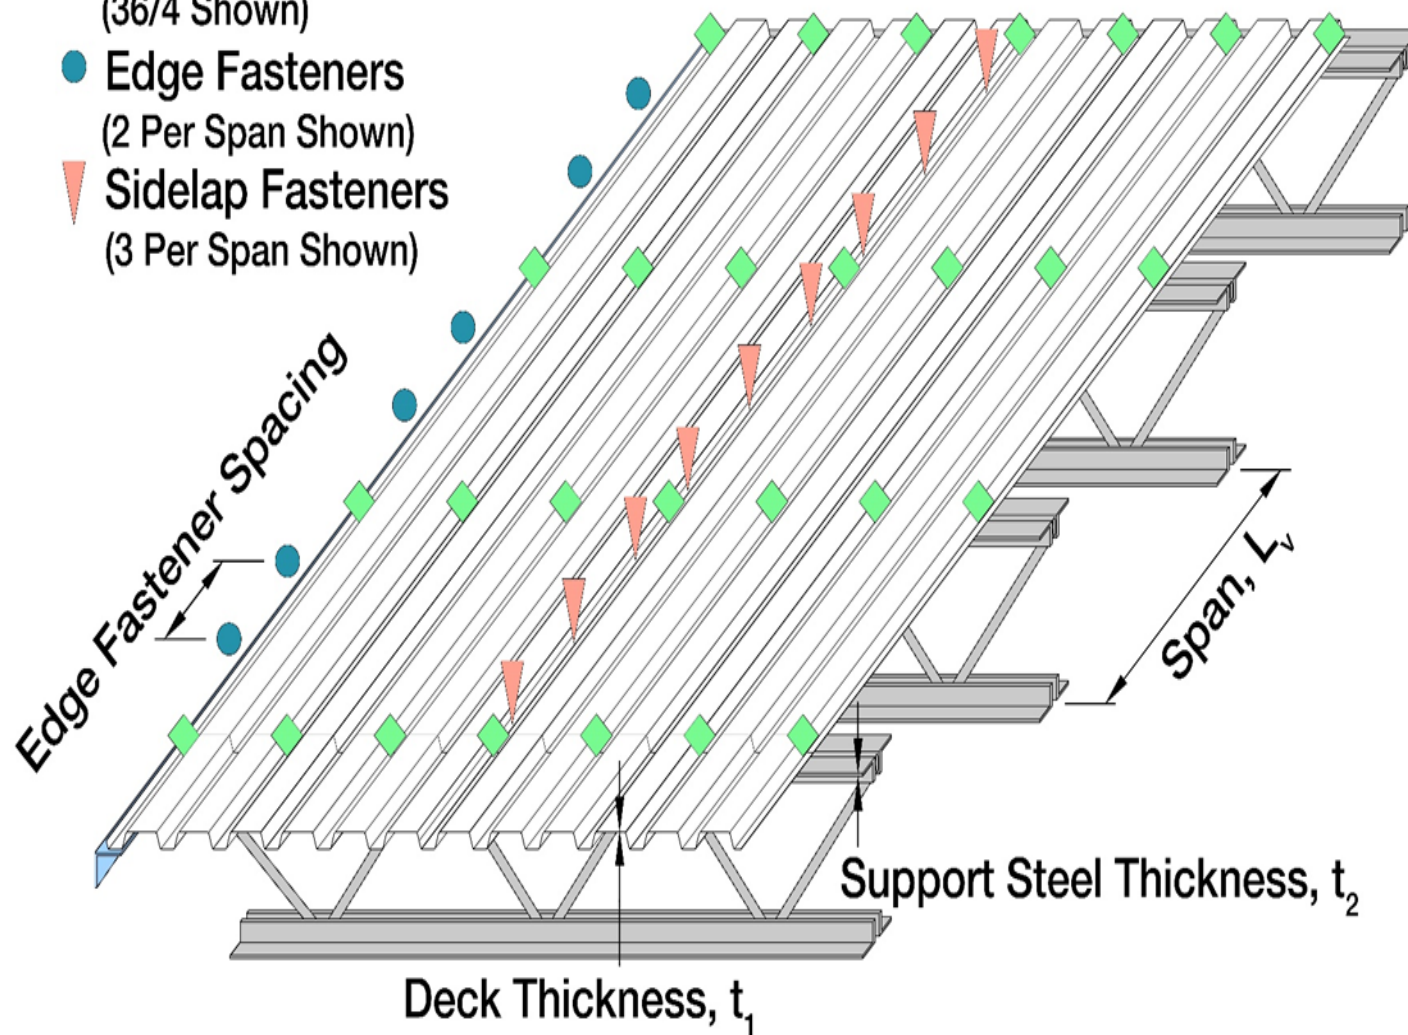 (36/4 Shown)
Edge Fasteners
(2 Per Span Shown)
Sidelap Fasteners
(3 Per Span Shown)
Edge Fastener Spacing
Span, Lv
Support Steel Thickness, t2
Deck Thickness, t1